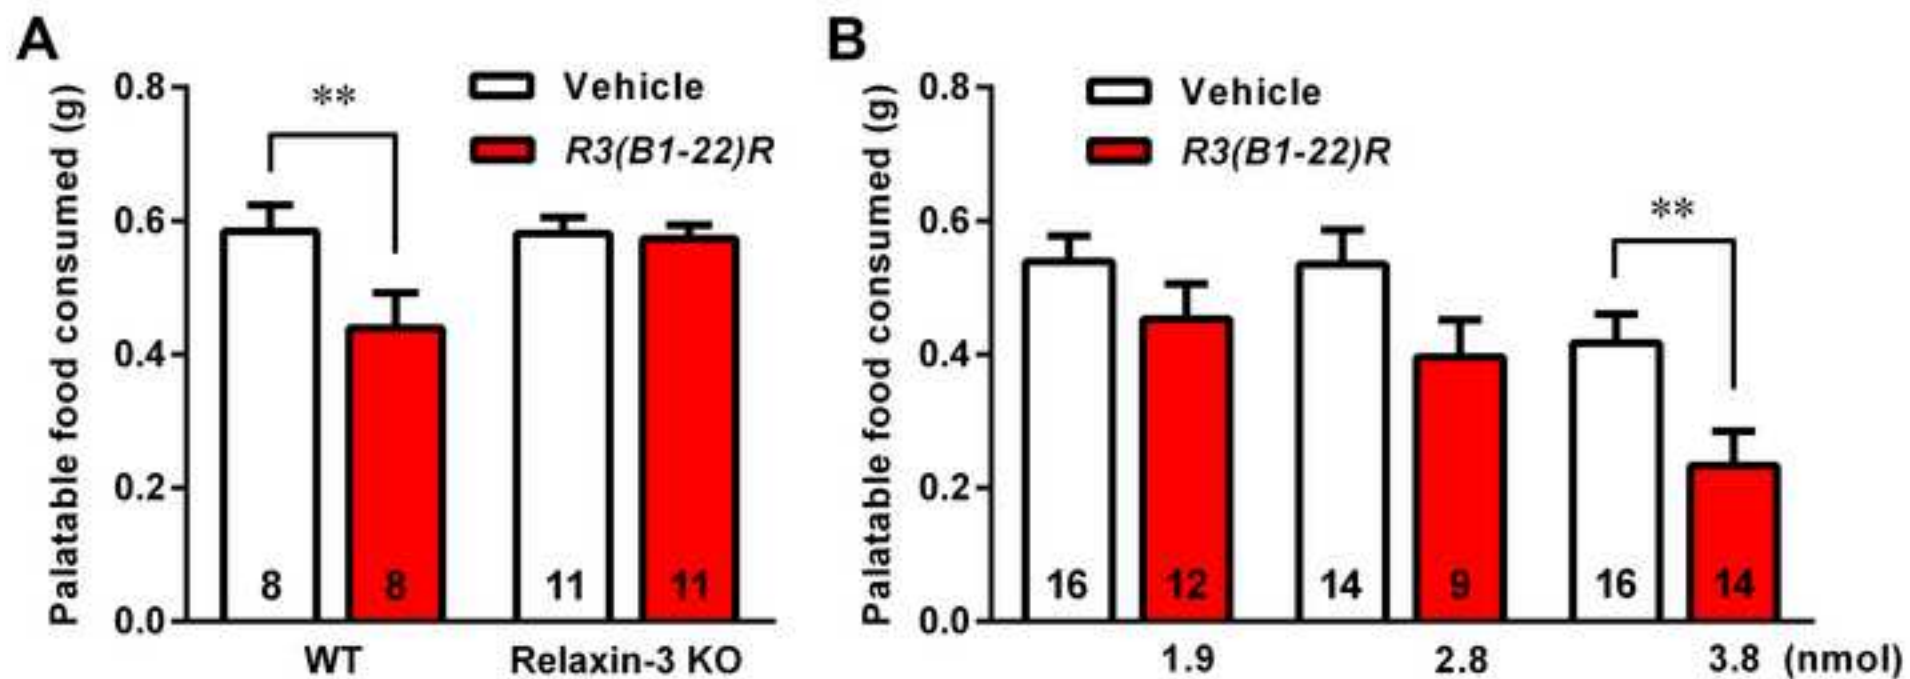 A
Palatable food consumed (g)
0.8
0.6
0.4
0.2
0.0
**
Vehicle
R3(B1-22)R
8
8
11
11
WT
Relaxin-3 KO
B
Palatable food consumed (g)
0.8
0.6
0.4
0.2
0.0
Vehicle
R3(B1-22)R
**
16
12
14
9
16
14
1.9
2.8
3.8 (nmol)